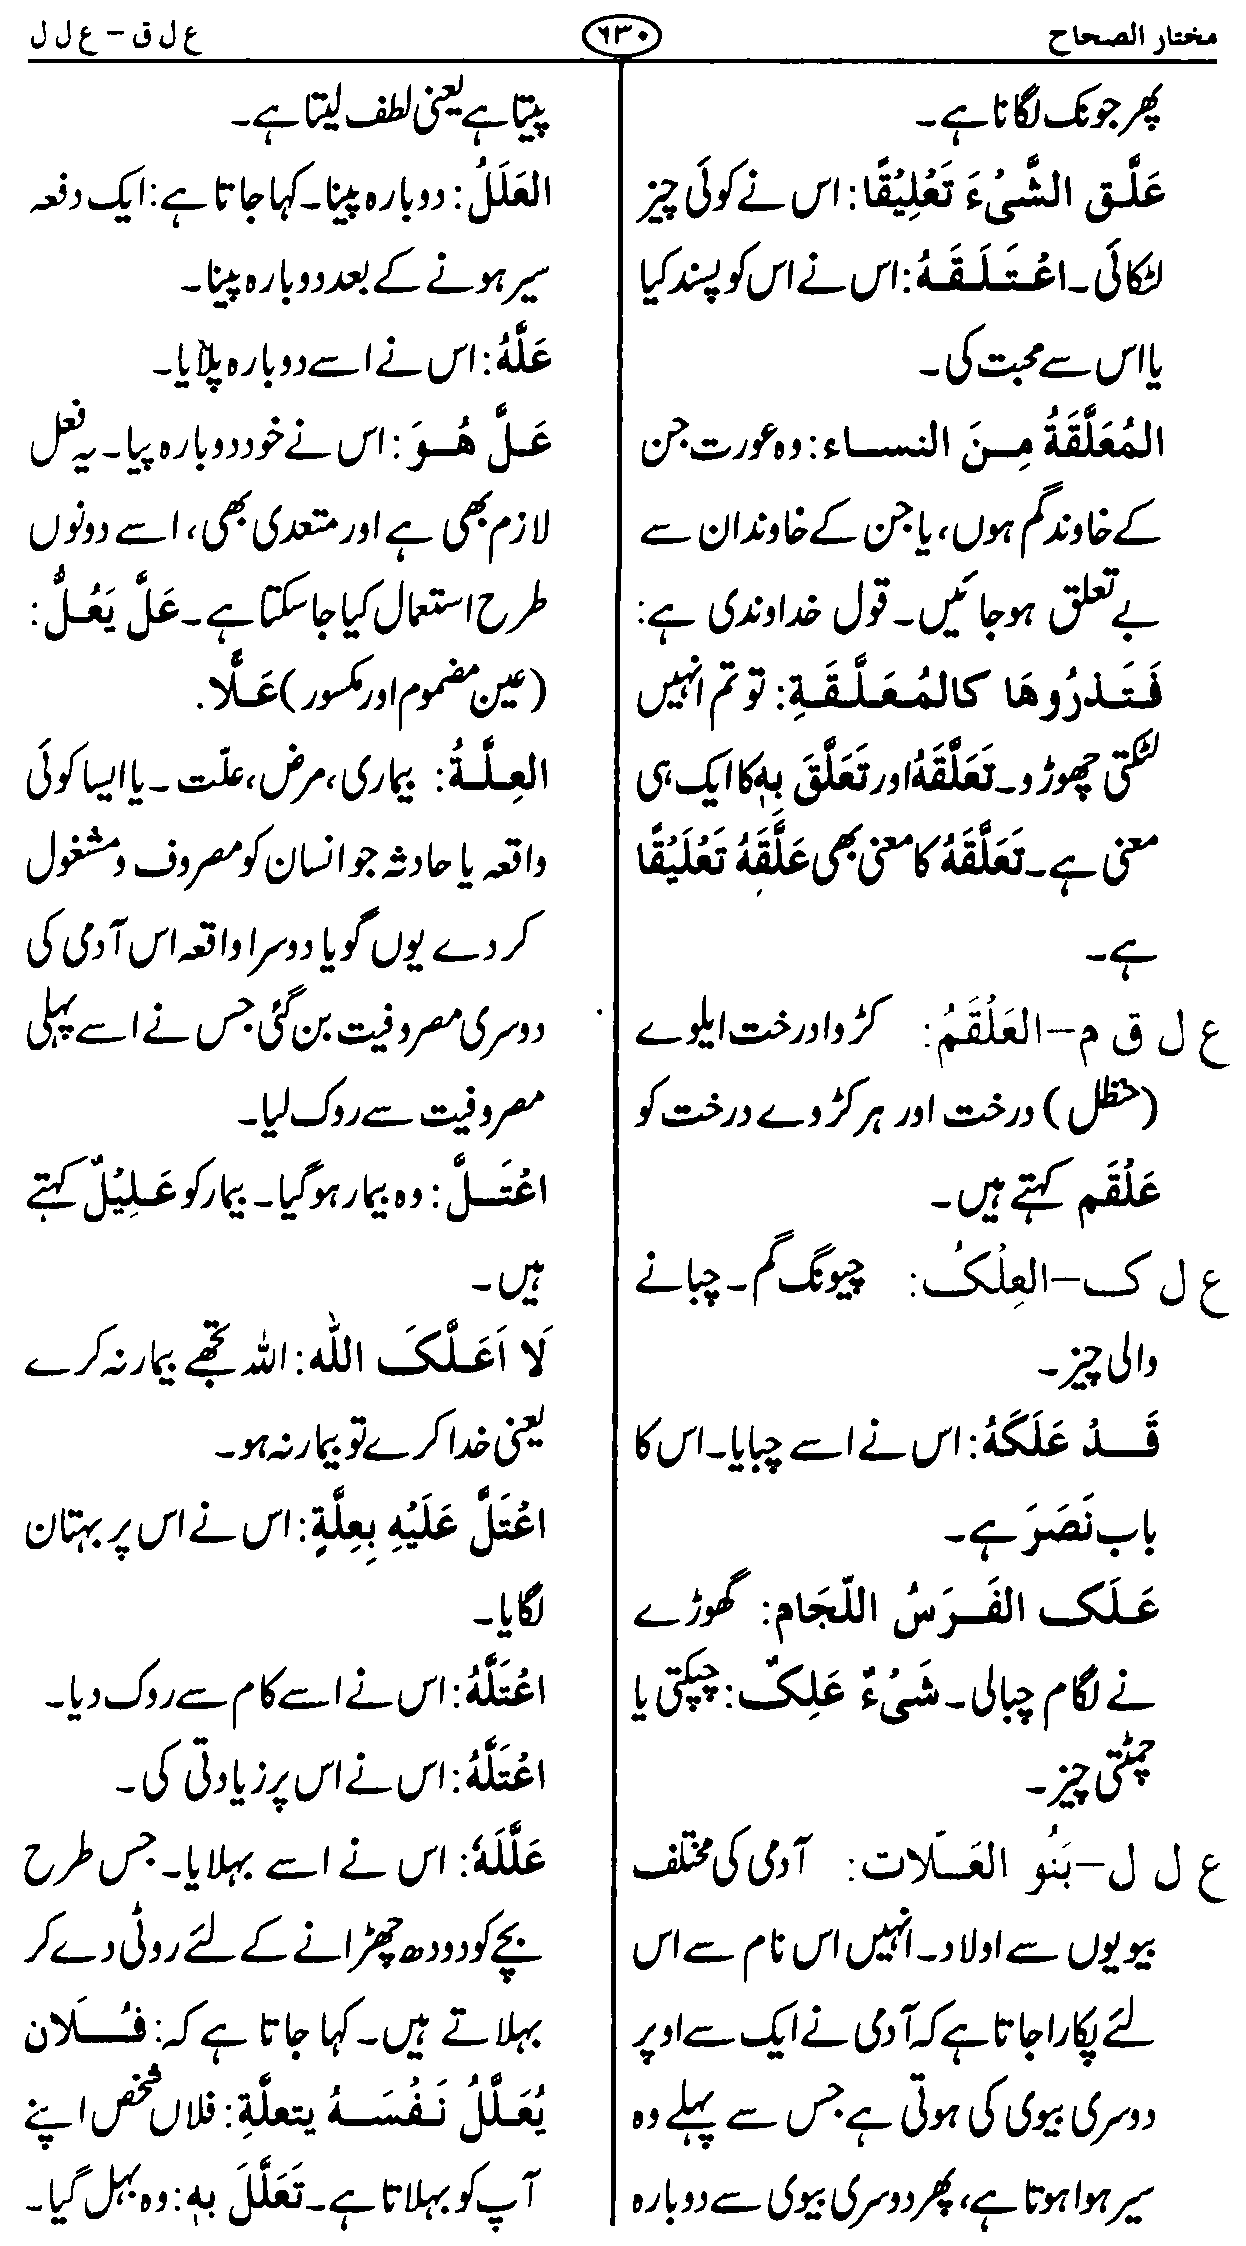 مختار الصحاح
٦٣٠
ع ل ق – ع ل ل
پھر جونک لگاتا ہے۔
عَلَّقَ الشَّیْءَ تَعْلِیْقًا: اس نے کوئی چیز
لٹکائی۔ اعْتَلَقَہُ: اس نے اس کو پسند کیا
یا اس سے محبت کی۔
المُعَلَّقَةُ مِنَ النساء: وہ عورت جن
کے خاوند گم ہوں، یا جن کے خاوند ان سے
بے تعلق ہو جائیں۔ قول خداوندی ہے:
فَتَذرُوهَا کالمُعَلَّقَةِ: تو تم انہیں
لٹکتی چھوڑ دو۔ تَعَلَّقَهُ اور تَعَلَّقَ بِهٖ کا ایک ہی
معنی ہے۔ تَعَلَّقَهُ کا معنی بھی عَلَّقَهُ تَعْلَیْقًا
ہے۔
ع ل ق م – العَلْقَمُ: کڑوا درخت ایلوے
(حنظل) درخت اور ہر کڑوے درخت کو
عَلْقَم کہتے ہیں۔
ع ل ک – العِلْکُ: چیونگ گم۔ چبانے
والی چیز۔
قَدْ عَلَکَهُ: اس نے اسے چبایا۔ اس کا
باب نَصَرَ ہے۔
عَلَک الفَرَسُ اللّجَام: گھوڑے
نے لگام چبالی۔ شَیْءٌ عَلِکٌ: چپکتی یا
چمٹتی چیز۔
ع ل ل – بَنُو العَلّات: آدمی کی مختلف
بیویوں سے اولاد۔ انہیں اس نام سے اس
لئے پکارا جاتا ہے کہ آدمی نے ایک سے اوپر
دوسری بیوی کی ہوتی ہے جس سے پہلے وہ
سیر ہوا ہوتا ہے، پھر دوسری بیوی سے دوبارہ
پیتا ہے یعنی لطف لیتا ہے۔
العَلَلُ: دوبارہ پینا۔ کہا جاتا ہے: ایک دفعہ
سیر ہونے کے بعد دوبارہ پینا۔
عَلَّهُ: اس نے اسے دوبارہ پلایا۔
عَلَّ هُوَ: اس نے خود دوبارہ پیا۔ یہ فعل
لازم بھی ہے اور متعدی بھی، اسے دونوں
طرح استعمال کیا جا سکتا ہے۔ عَلَّ یَعُلُّ:
(عین مضموم اور مکسور) عَلَّا.
العِلَّةُ: بیماری، مرض، علّت۔ یا ایسا کوئی
واقعہ یا حادثہ جو انسان کو مصروف و مشغول
کر دے یوں گویا دوسرا واقعہ اس آدمی کی
دوسری مصروفیت بن گئی جس نے اسے پہلی
مصروفیت سے روک لیا۔
اعْتَلَّ: وہ بیمار ہو گیا۔ بیمار کو عَلِیْلٌ کہتے
ہیں۔
لَا اَعَلَّکَ اللّٰه: اللہ تجھے بیمار نہ کرے
یعنی خدا کرے تو بیمار نہ ہو۔
اعْتَلَّ عَلَیْهِ بِعِلَّةٍ: اس نے اس پر بہتان
لگایا۔
اعْتَلَّهُ: اس نے اسے کام سے روک دیا۔
اعْتَلَّهُ: اس نے اس پر زیادتی کی۔
عَلَّلَهٗ: اس نے اسے بہلایا۔ جس طرح
بچے کو دودھ چھڑانے کے لئے روٹی دے کر
بہلاتے ہیں۔ کہا جاتا ہے کہ: فُلَان
یُعَلَّلُ نَفْسَهُ یتعلَّةِ: فلاں شخص اپنے
آپ کو بہلاتا ہے۔ تَعَلَّلَ بِهٖ: وہ بہل گیا۔